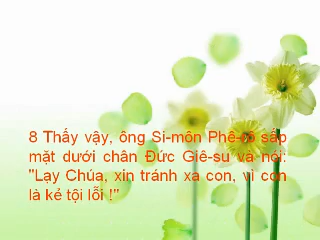 8 Thấy vậy, ông Si-môn Phê-rô sấp
mặt dưới chân Đức Giê-su và nói:
"Lạy Chúa, xin tránh xa con, vì con
là kẻ tội lỗi !"